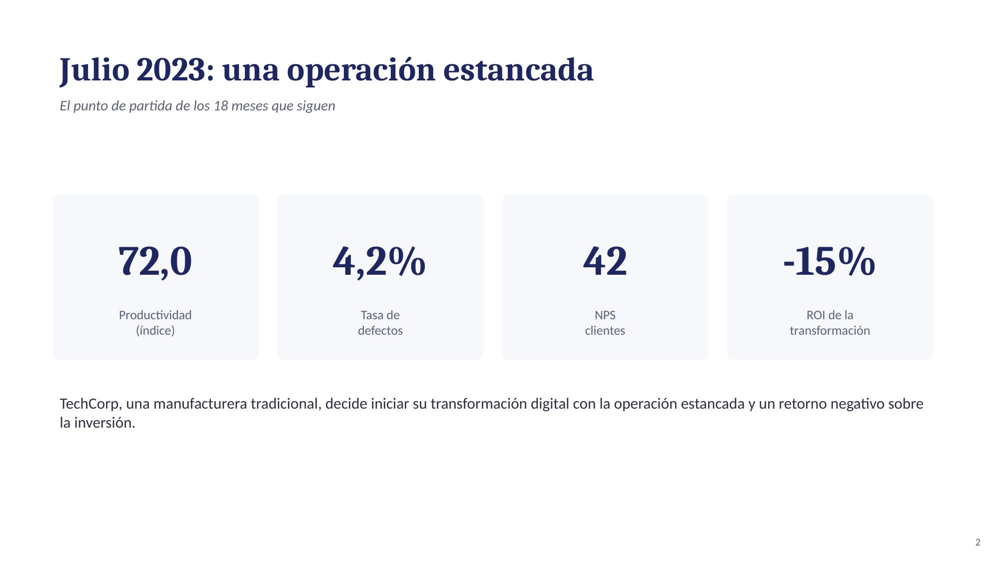 Julio 2023: una operación estancada
El punto de partida de los 18 meses que siguen
72,0
Productividad
(índice)
4,2%
Tasa de
defectos
42
NPS
clientes
-15%
ROI de la
transformación
TechCorp, una manufacturera tradicional, decide iniciar su transformación digital con la operación estancada y un retorno negativo sobre
la inversión.
2